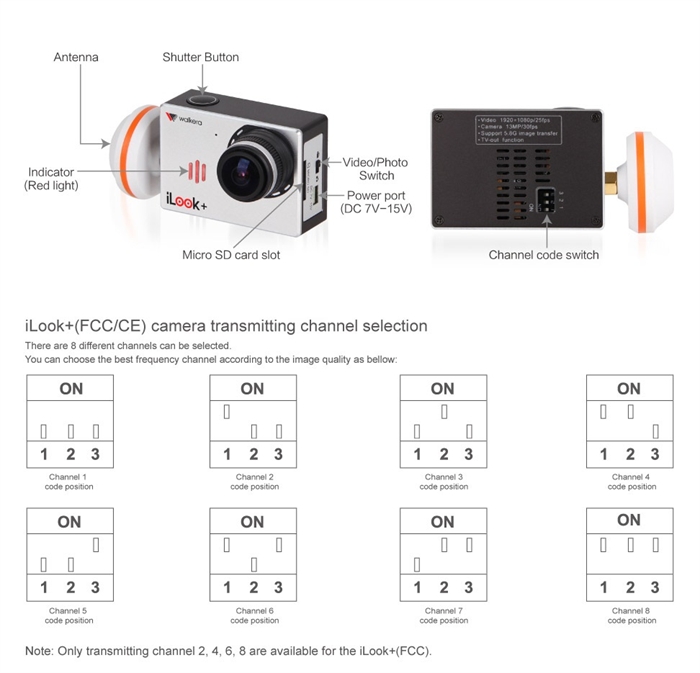 Antenna
Shutter Button
walkera
Indicator
(Red light)
iLook+
Video/Photo
Switch
Power port
(DC 7V~15V)
Micro SD card slot
•Video 1920×1080p/25fps
•Camera 13MP/30fps
•Support 5.8G image transfer
•TV-out function
ON
Channel code switch
iLook+(FCC/CE) camera transmitting channel selection
There are 8 different channels can be selected.
You can choose the best frequency channel according to the image quality as bellow:
ON
1 2 3
Channel 1
code position
ON
1 2 3
Channel 2
code position
ON
1 2 3
Channel 3
code position
ON
1 2 3
Channel 4
code position
ON
1 2 3
Channel 5
code position
ON
1 2 3
Channel 6
code position
ON
1 2 3
Channel 7
code position
ON
1 2 3
Channel 8
code position
Note: Only transmitting channel 2, 4, 6, 8 are available for the iLook+(FCC).